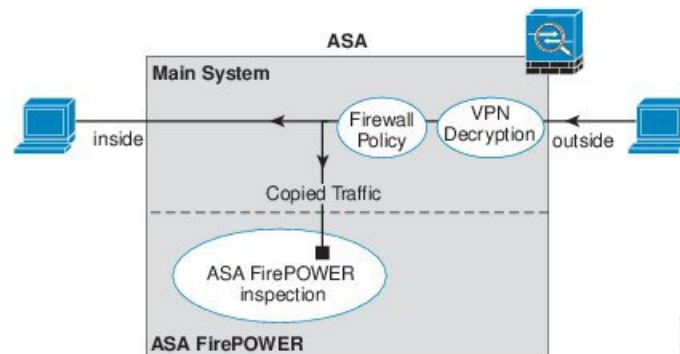 ASA
Main System
inside
Firewall
Policy
VPN
Decryption
outside
Copied Traffic
ASA FirePOWER
inspection
ASA FirePOWER